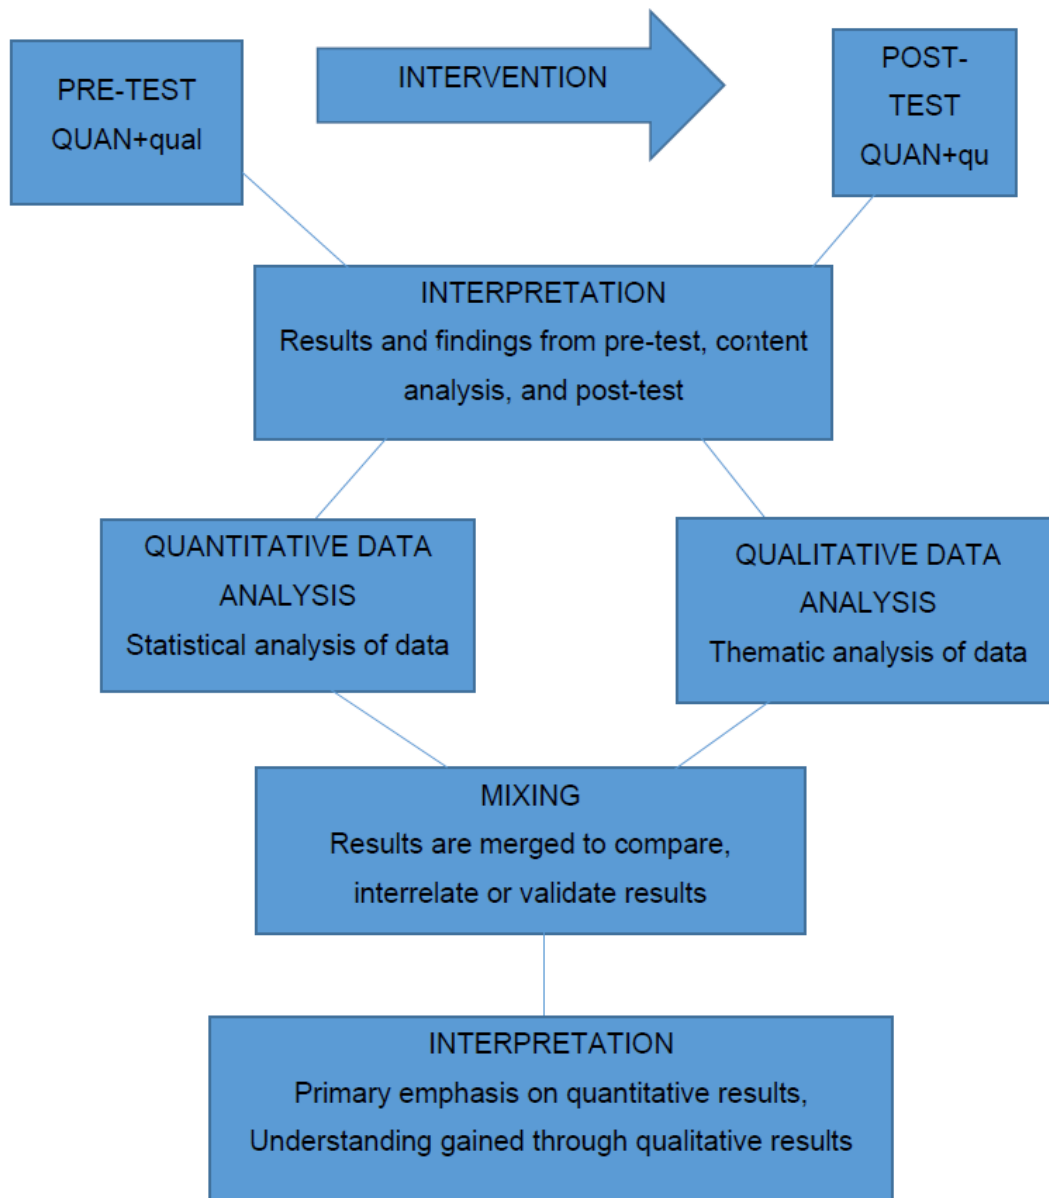 PRE-TEST
QUAN+qual
INTERVENTION
POST-
TEST
QUAN+qu
INTERPRETATION
Results and findings from pre-test, content
analysis, and post-test
QUANTITATIVE DATA
ANALYSIS
Statistical analysis of data
QUALITATIVE DATA
ANALYSIS
Thematic analysis of data
MIXING
Results are merged to compare,
interrelate or validate results
INTERPRETATION
Primary emphasis on quantitative results,
Understanding gained through qualitative results